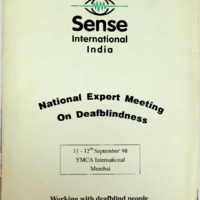 Sense
International
India
National Expert Meeting
On Deafblindness
11 - 12th September' 98
YMCA International
Mumbai
Working with deafblind people